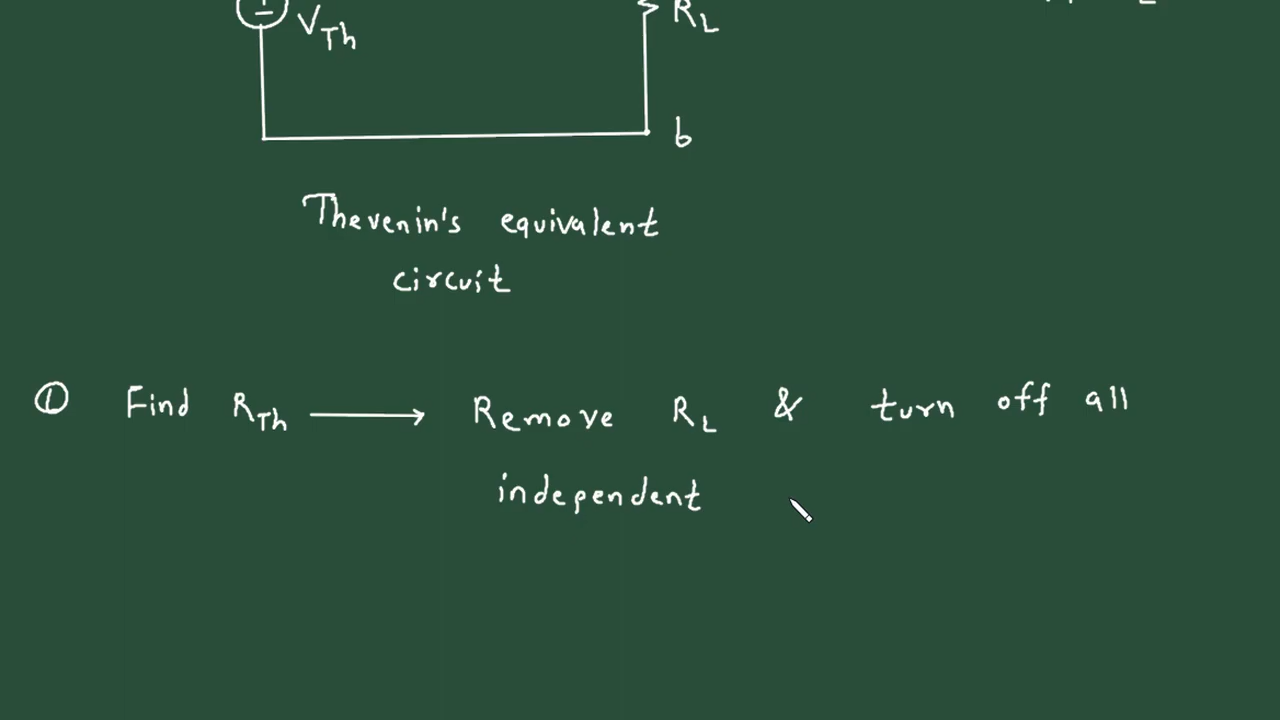 V_Th
R_L
b
Thevenin's equivalent
circuit
① Find R_Th ⟶ Remove R_L & turn off all
independent